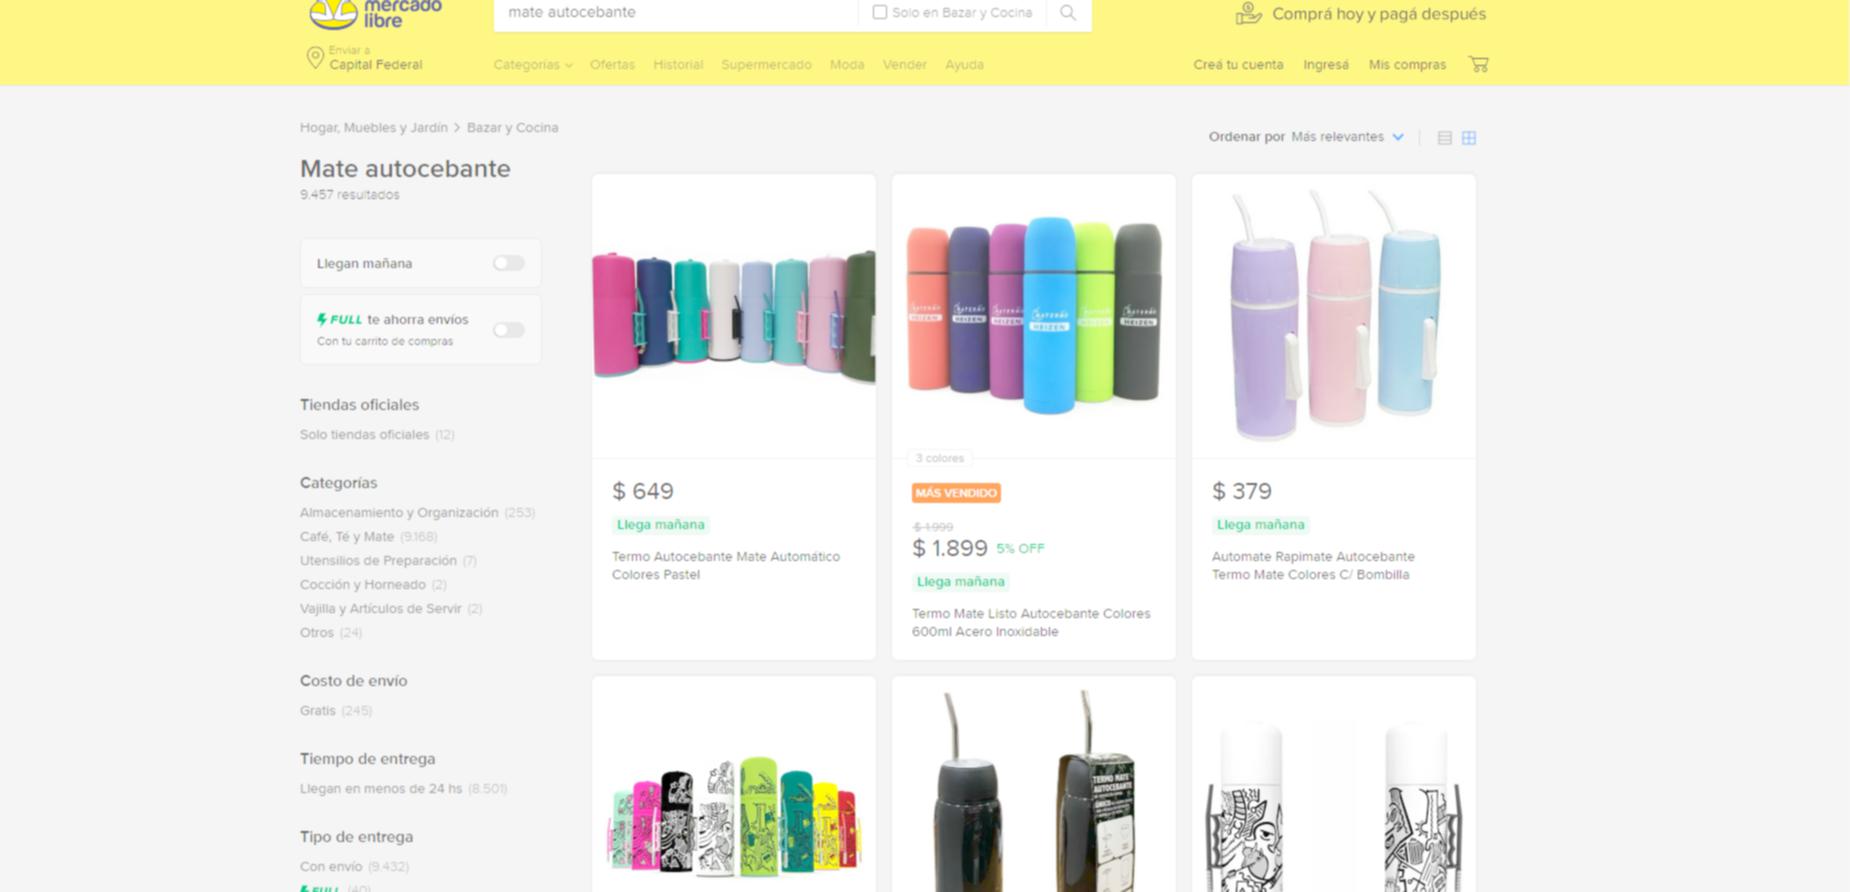 mercado
libre
mate autocebante
Solo en Bazar y Cocina
Comprá hoy y pagá después
Enviar a
Capital Federal
Categorías
Ofertas
Historial
Supermercado
Moda
Vender
Ayuda
Creá tu cuenta
Ingresá
Mis compras
Hogar, Muebles y Jardín > Bazar y Cocina
Ordenar por Más relevantes
Mate autocebante
9.457 resultados
Llegan mañana
FULL te ahorra envíos
Con tu carrito de compras
Tiendas oficiales
Solo tiendas oficiales (12)
Categorías
Almacenamiento y Organización (253)
Café, Té y Mate (9.168)
Utensilios de Preparación (7)
Cocción y Horneado (2)
Vajilla y Artículos de Servir (2)
Otros (24)
Costo de envío
Gratis (245)
Tiempo de entrega
Llegan en menos de 24 hs (8.501)
Tipo de entrega
Con envío (9.432)
FULL (40)
$ 649
Llega mañana
Termo Autocebante Mate Automático
Colores Pastel
HEIZEN
HEIZEN
HEIZEN
HEIZEN
HEIZEN
HEIZEN
3 colores
MÁS VENDIDO
$ 1.999
$ 1.899 5% OFF
Llega mañana
Termo Mate Listo Autocebante Colores
600ml Acero Inoxidable
$ 379
Llega mañana
Automate Rapimate Autocebante
Termo Mate Colores C/ Bombilla
TERMO MATE
AUTOCEBANTE
ÚNICO